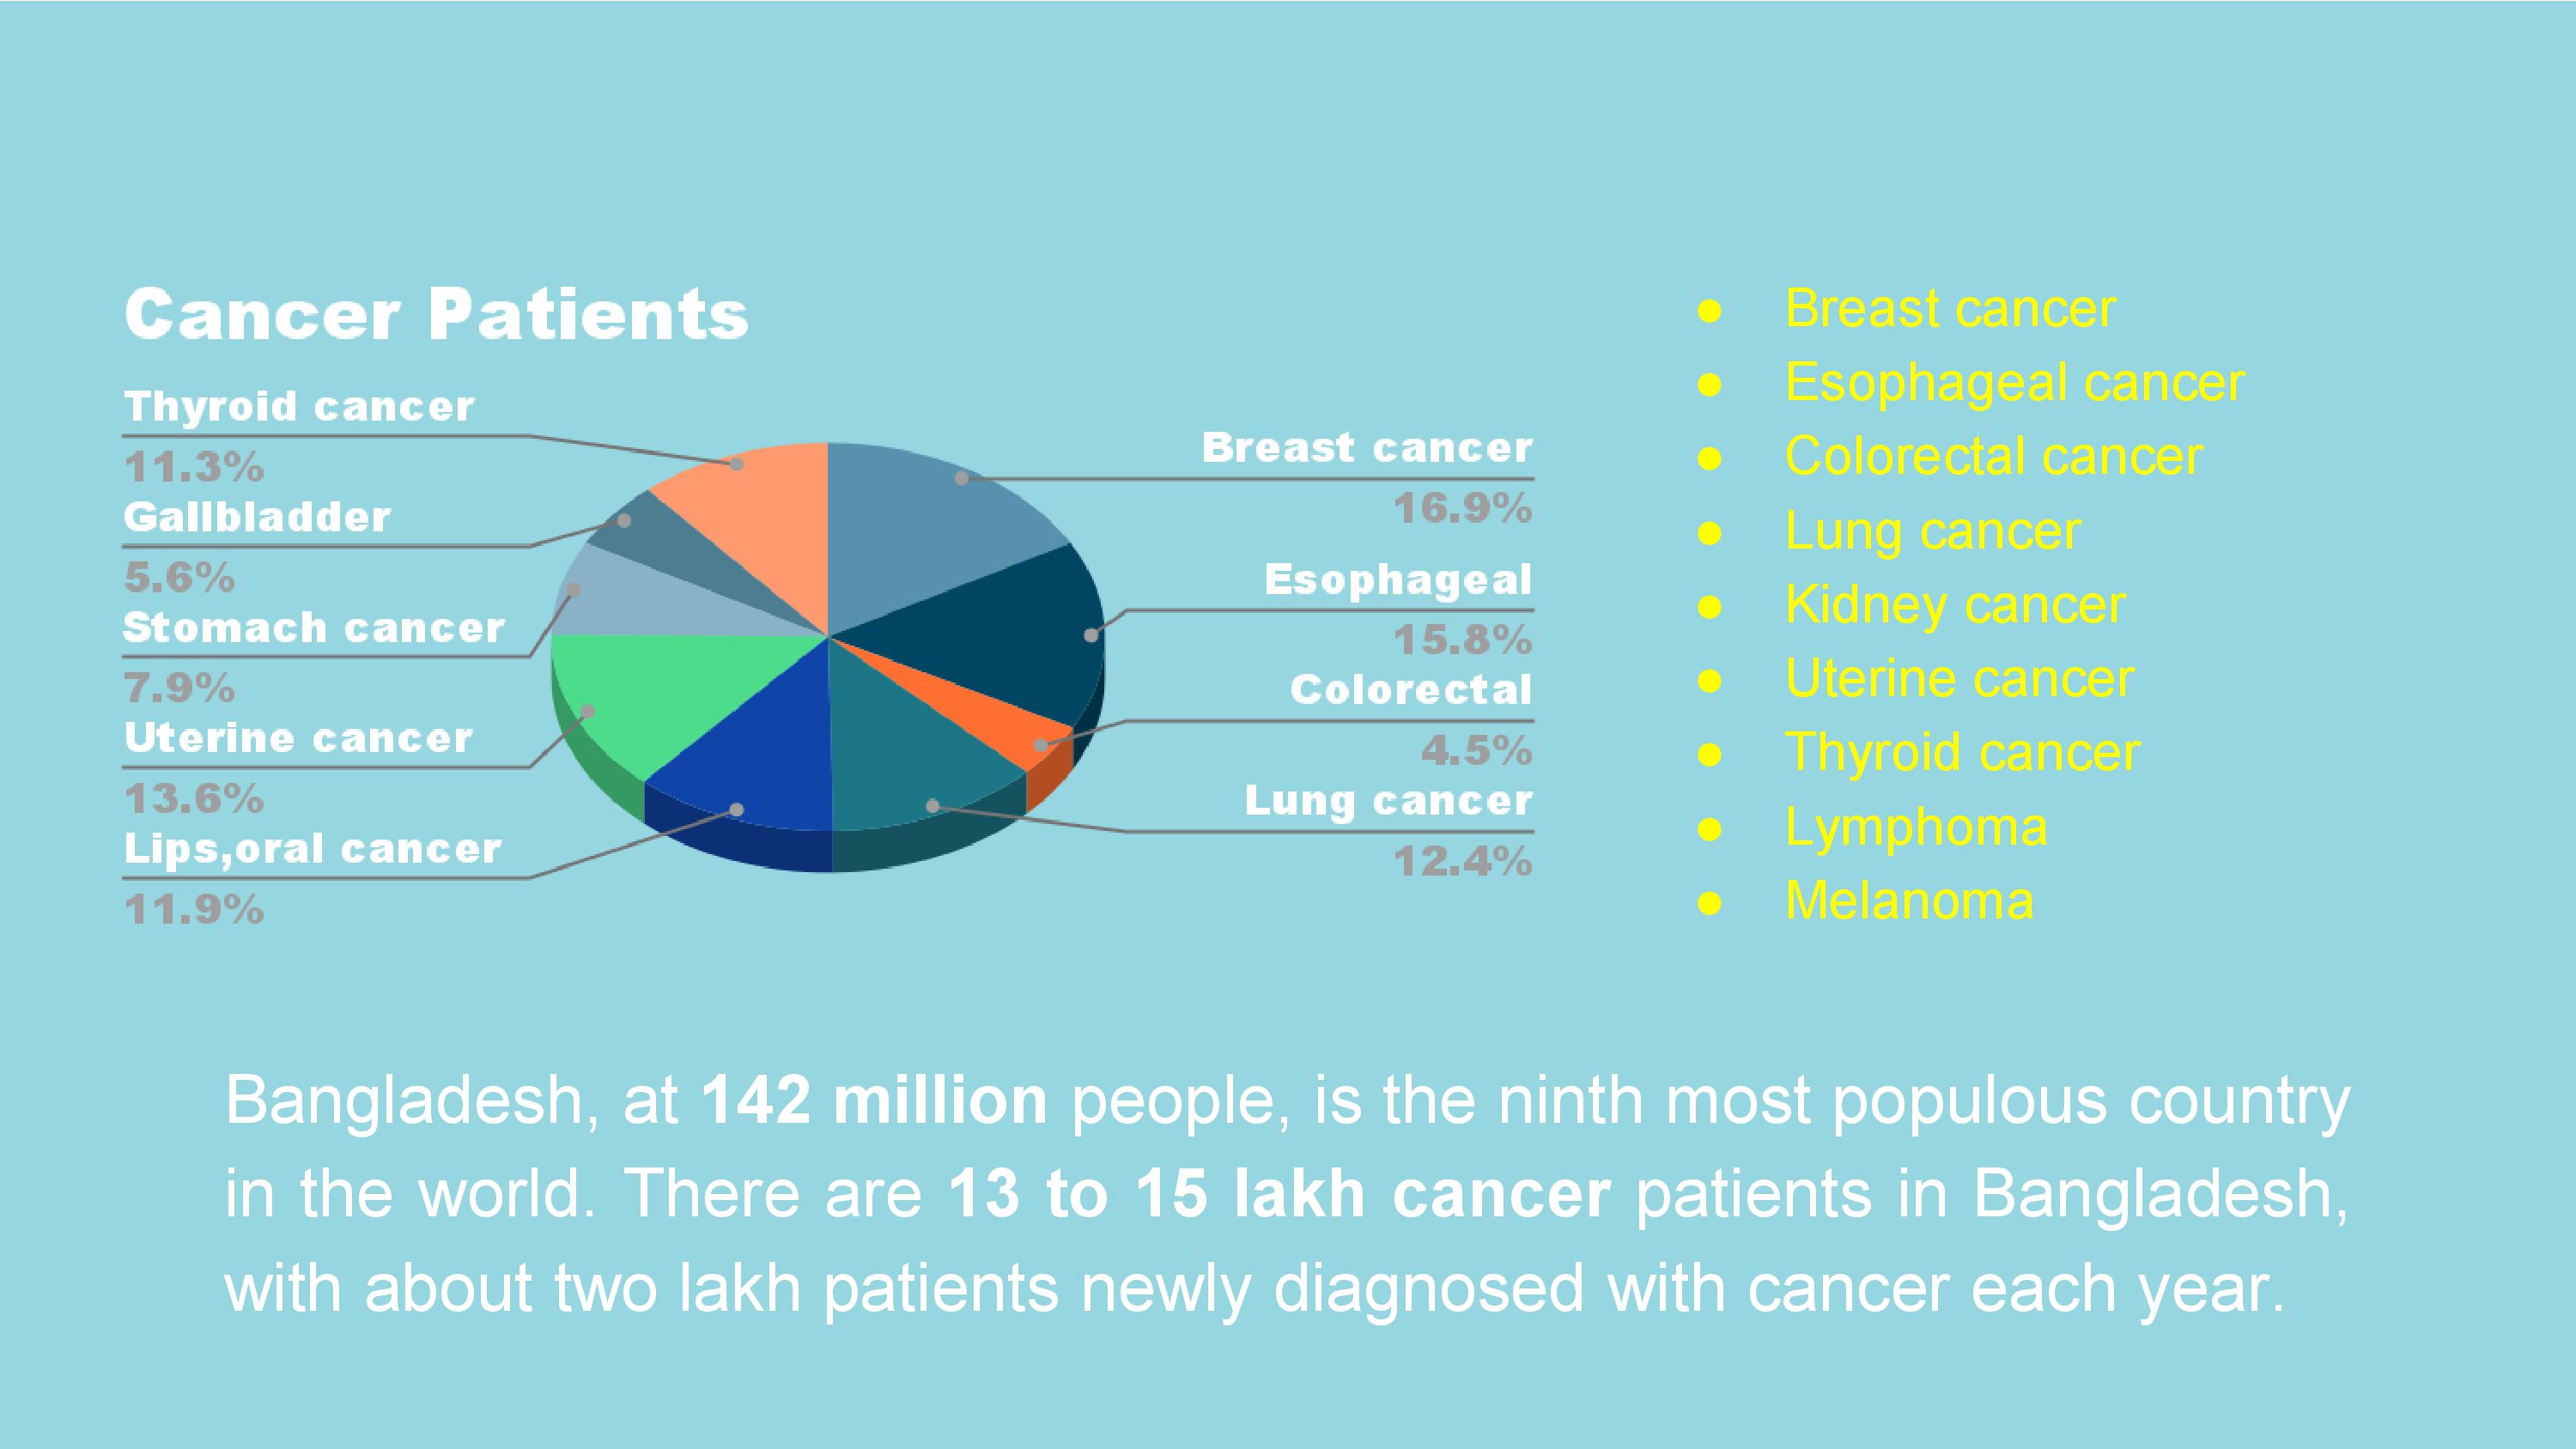 Cancer Patients
Thyroid cancer
11.3%
Gallbladder
5.6%
Stomach cancer
7.9%
Uterine cancer
13.6%
Lips,oral cancer
11.9%
Breast cancer
16.9%
Esophageal
15.8%
Colorectal
4.5%
Lung cancer
12.4%
● Breast cancer
● Esophageal cancer
● Colorectal cancer
● Lung cancer
● Kidney cancer
● Uterine cancer
● Thyroid cancer
● Lymphoma
● Melanoma
Bangladesh, at 142 million people, is the ninth most populous country
in the world. There are 13 to 15 lakh cancer patients in Bangladesh,
with about two lakh patients newly diagnosed with cancer each year.